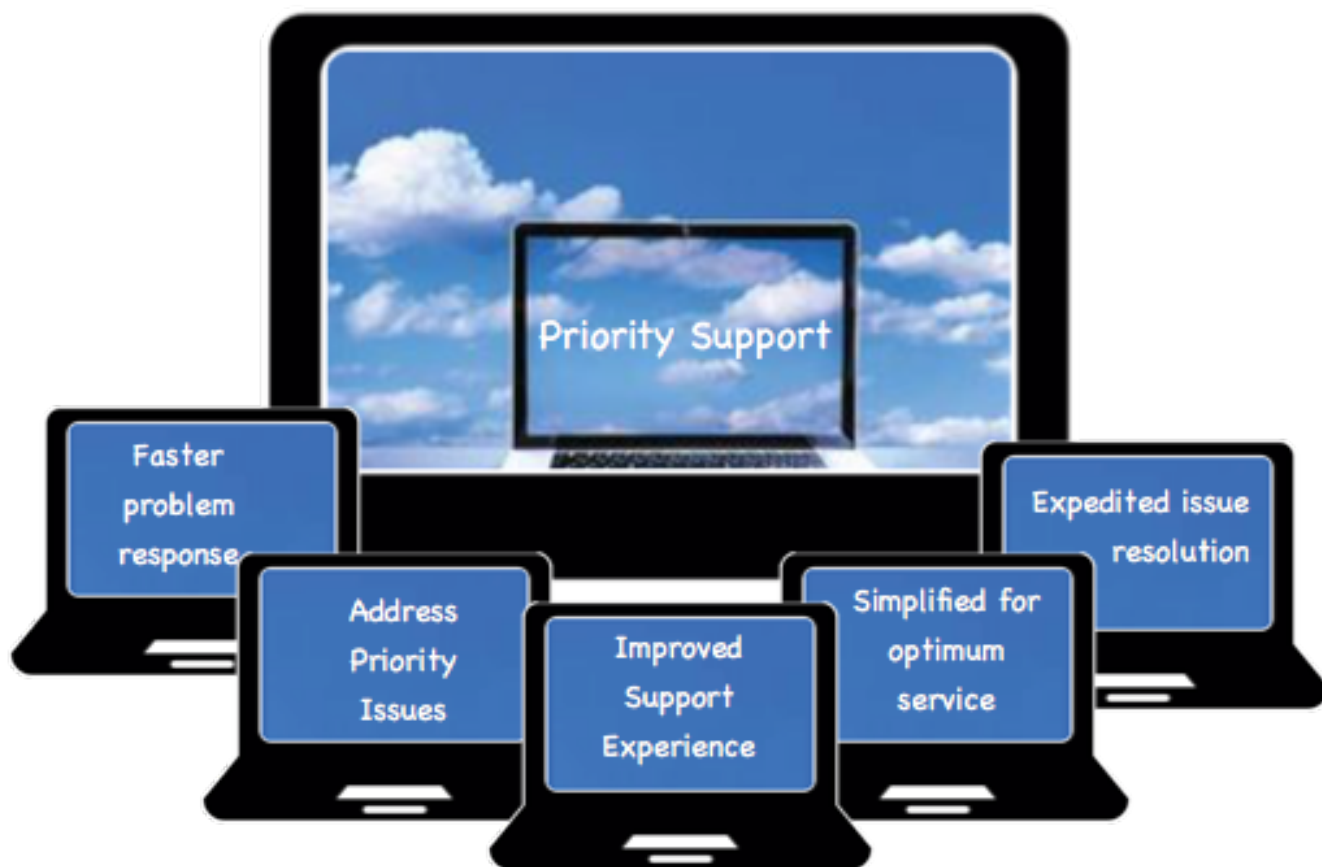 Priority Support
Faster
problem
response
Address
Priority
Issues
Improved
Support
Experience
Simplified for
optimum
service
Expedited issue
resolution